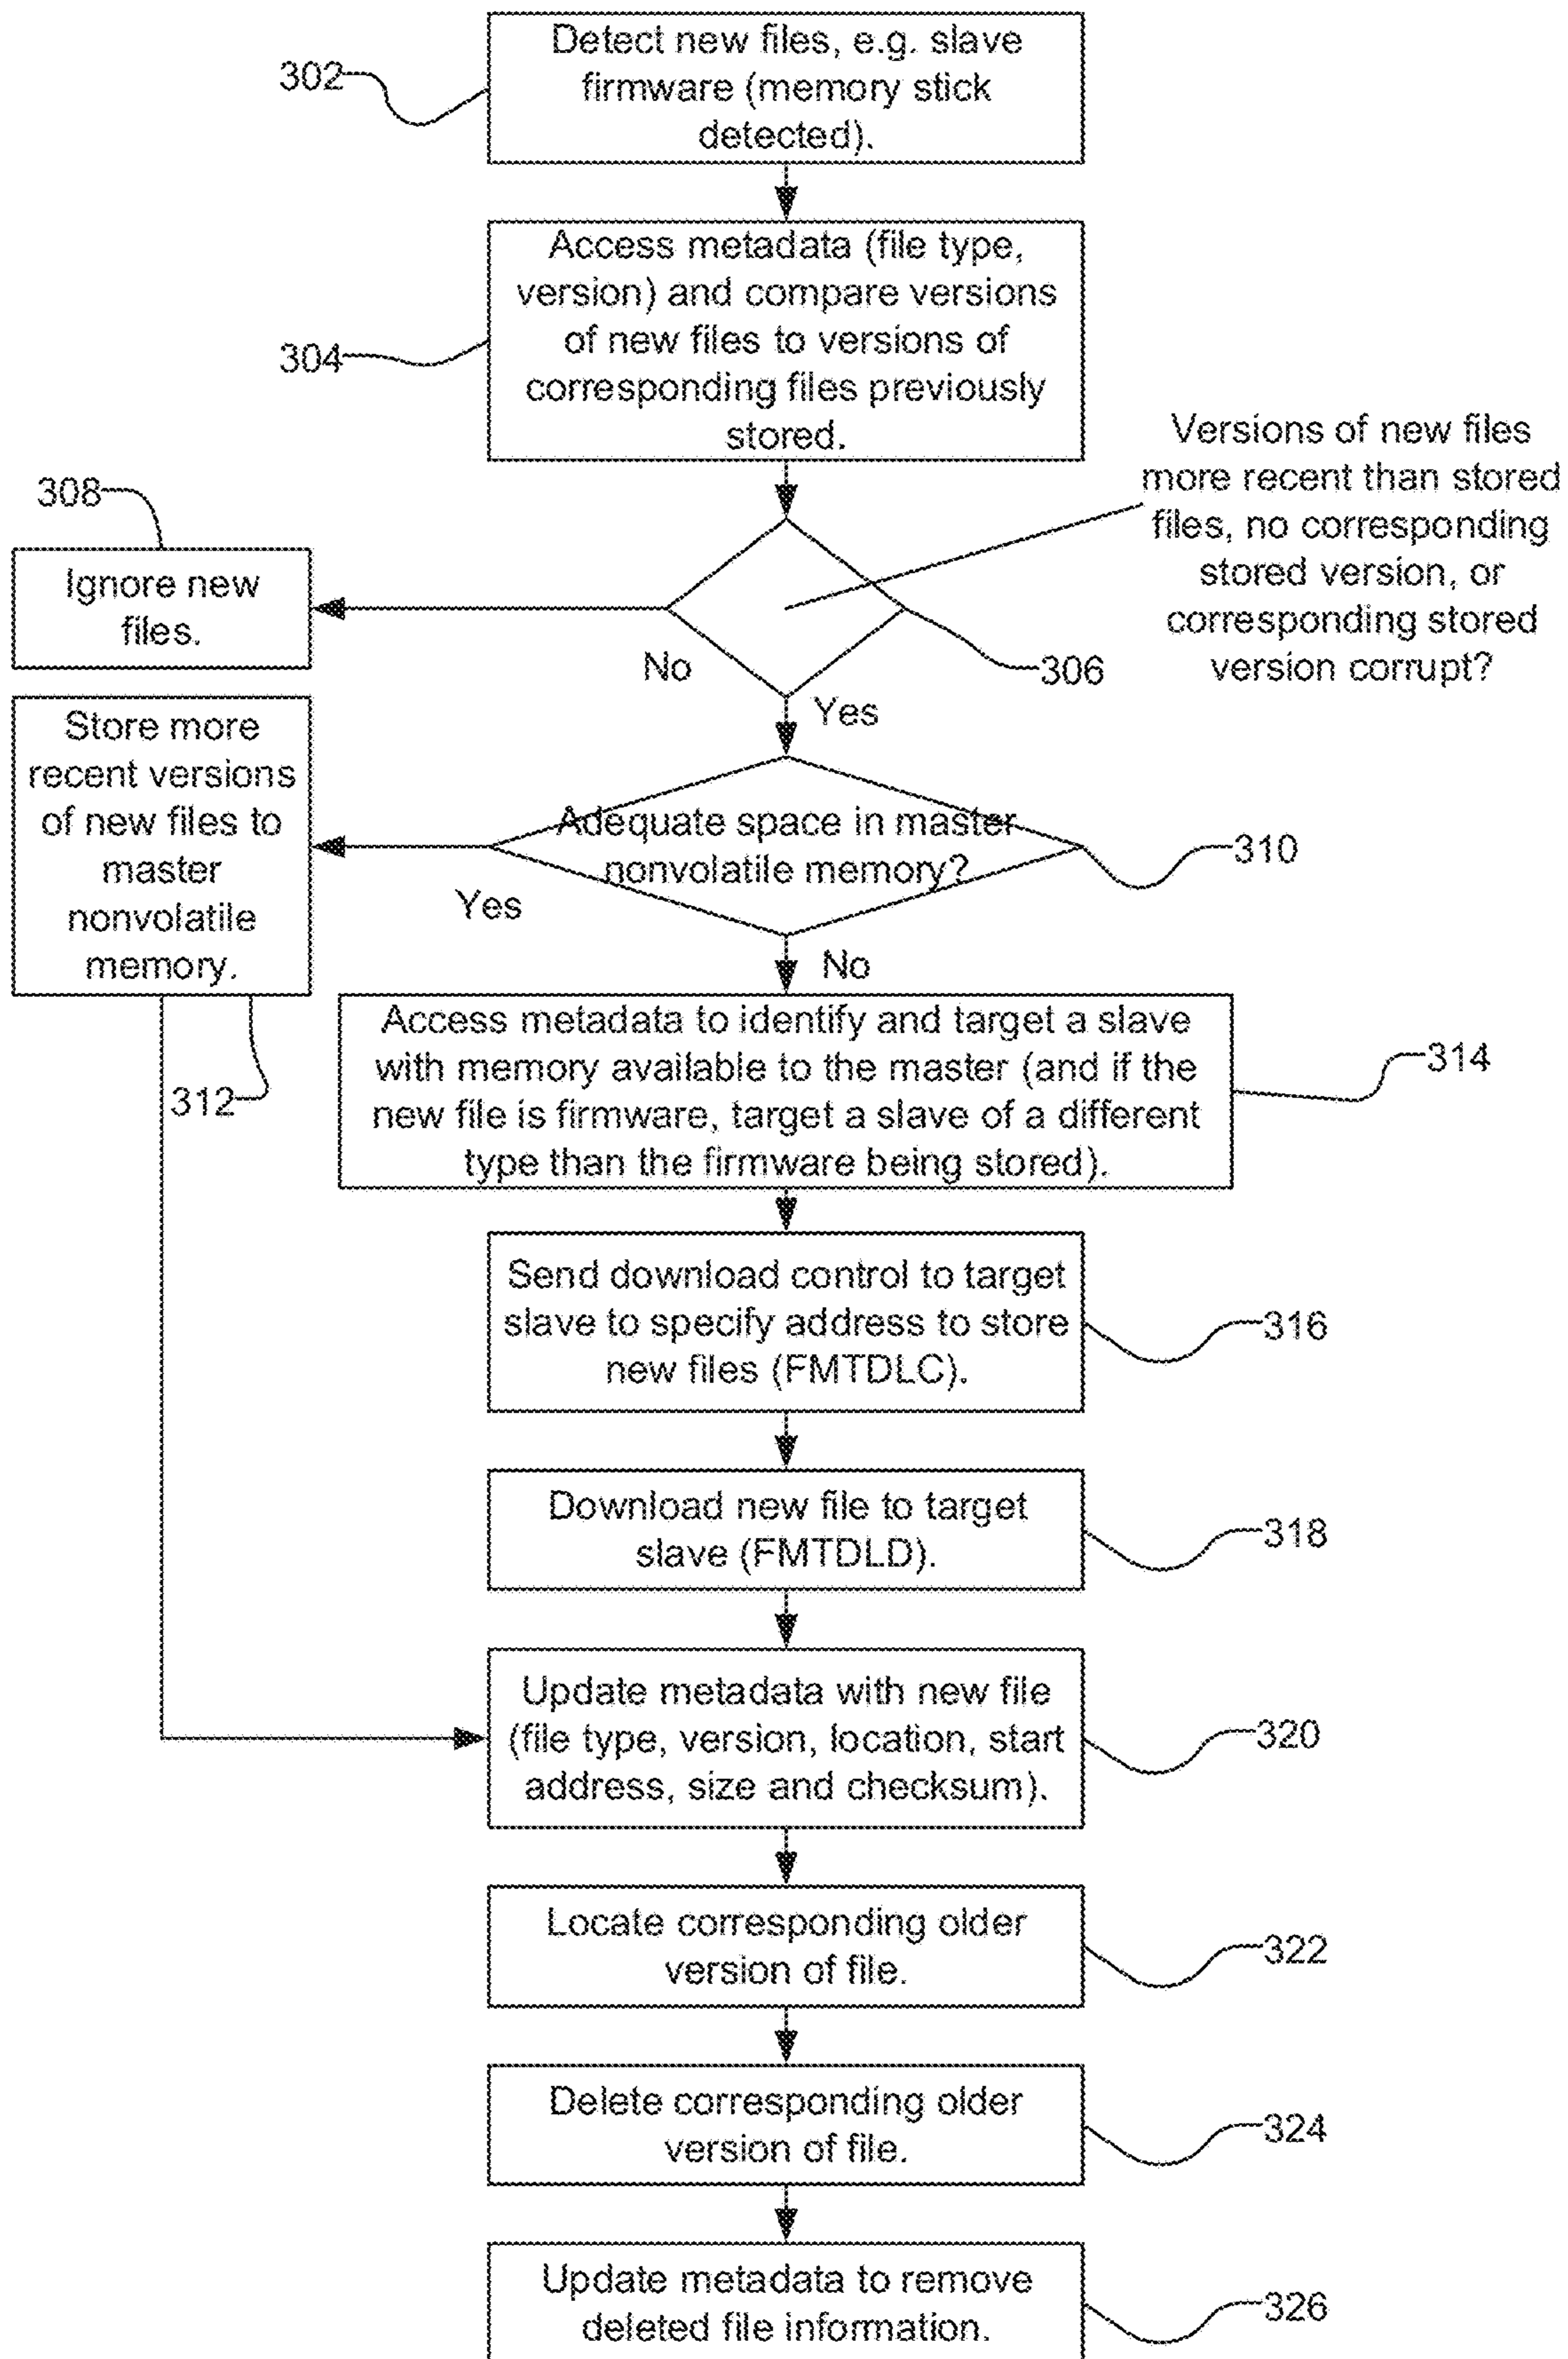 302
Detect new files, e.g. slave
firmware (memory stick
detected).
304
Access metadata (file type,
version) and compare versions
of new files to versions of
corresponding files previously
stored.
Versions of new files
more recent than stored
files, no corresponding
stored version, or
corresponding stored
version corrupt?
306
308
Ignore new
files.
No
Yes
Adequate space in master
nonvolatile memory?
310
Yes
No
Store more
recent versions
of new files to
master
nonvolatile
memory.
312
Access metadata to identify and target a slave
with memory available to the master (and if the
new file is firmware, target a slave of a different
type than the firmware being stored).
314
Send download control to target
slave to specify address to store
new files (FMTDLC).
316
Download new file to target
slave (FMTDLD).
318
Update metadata with new file
(file type, version, location, start
address, size and checksum).
320
Locate corresponding older
version of file.
322
Delete corresponding older
version of file.
324
Update metadata to remove
deleted file information.
326